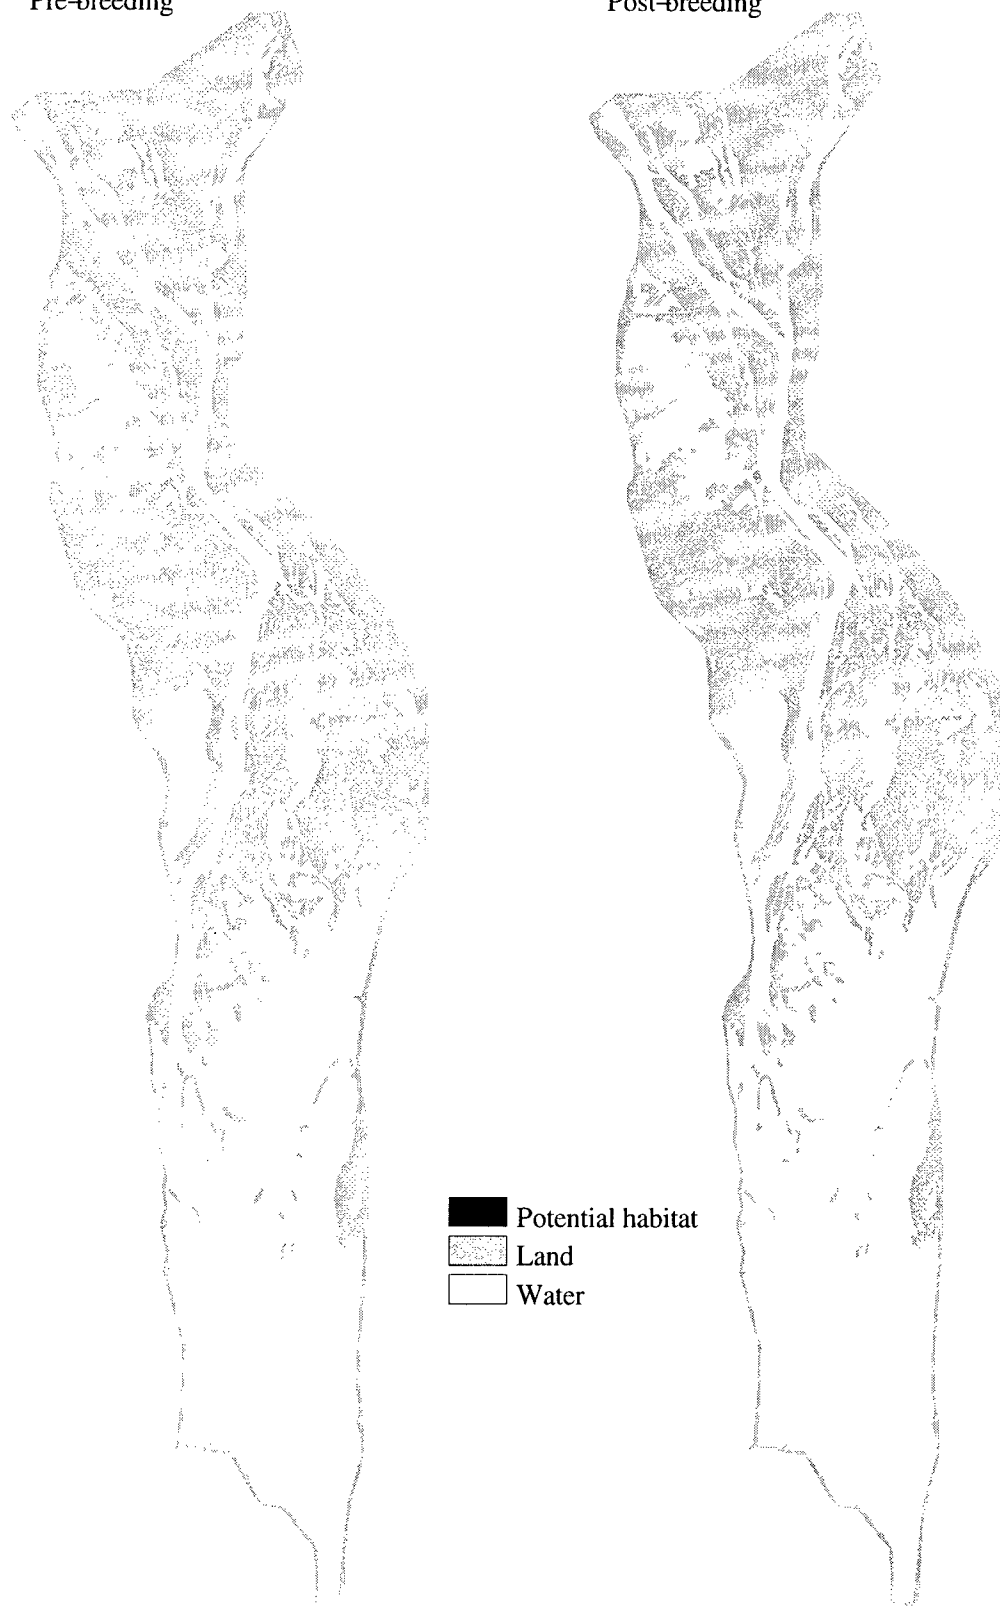 Pre-breeding
Post-breeding
Potential habitat
Land
Water